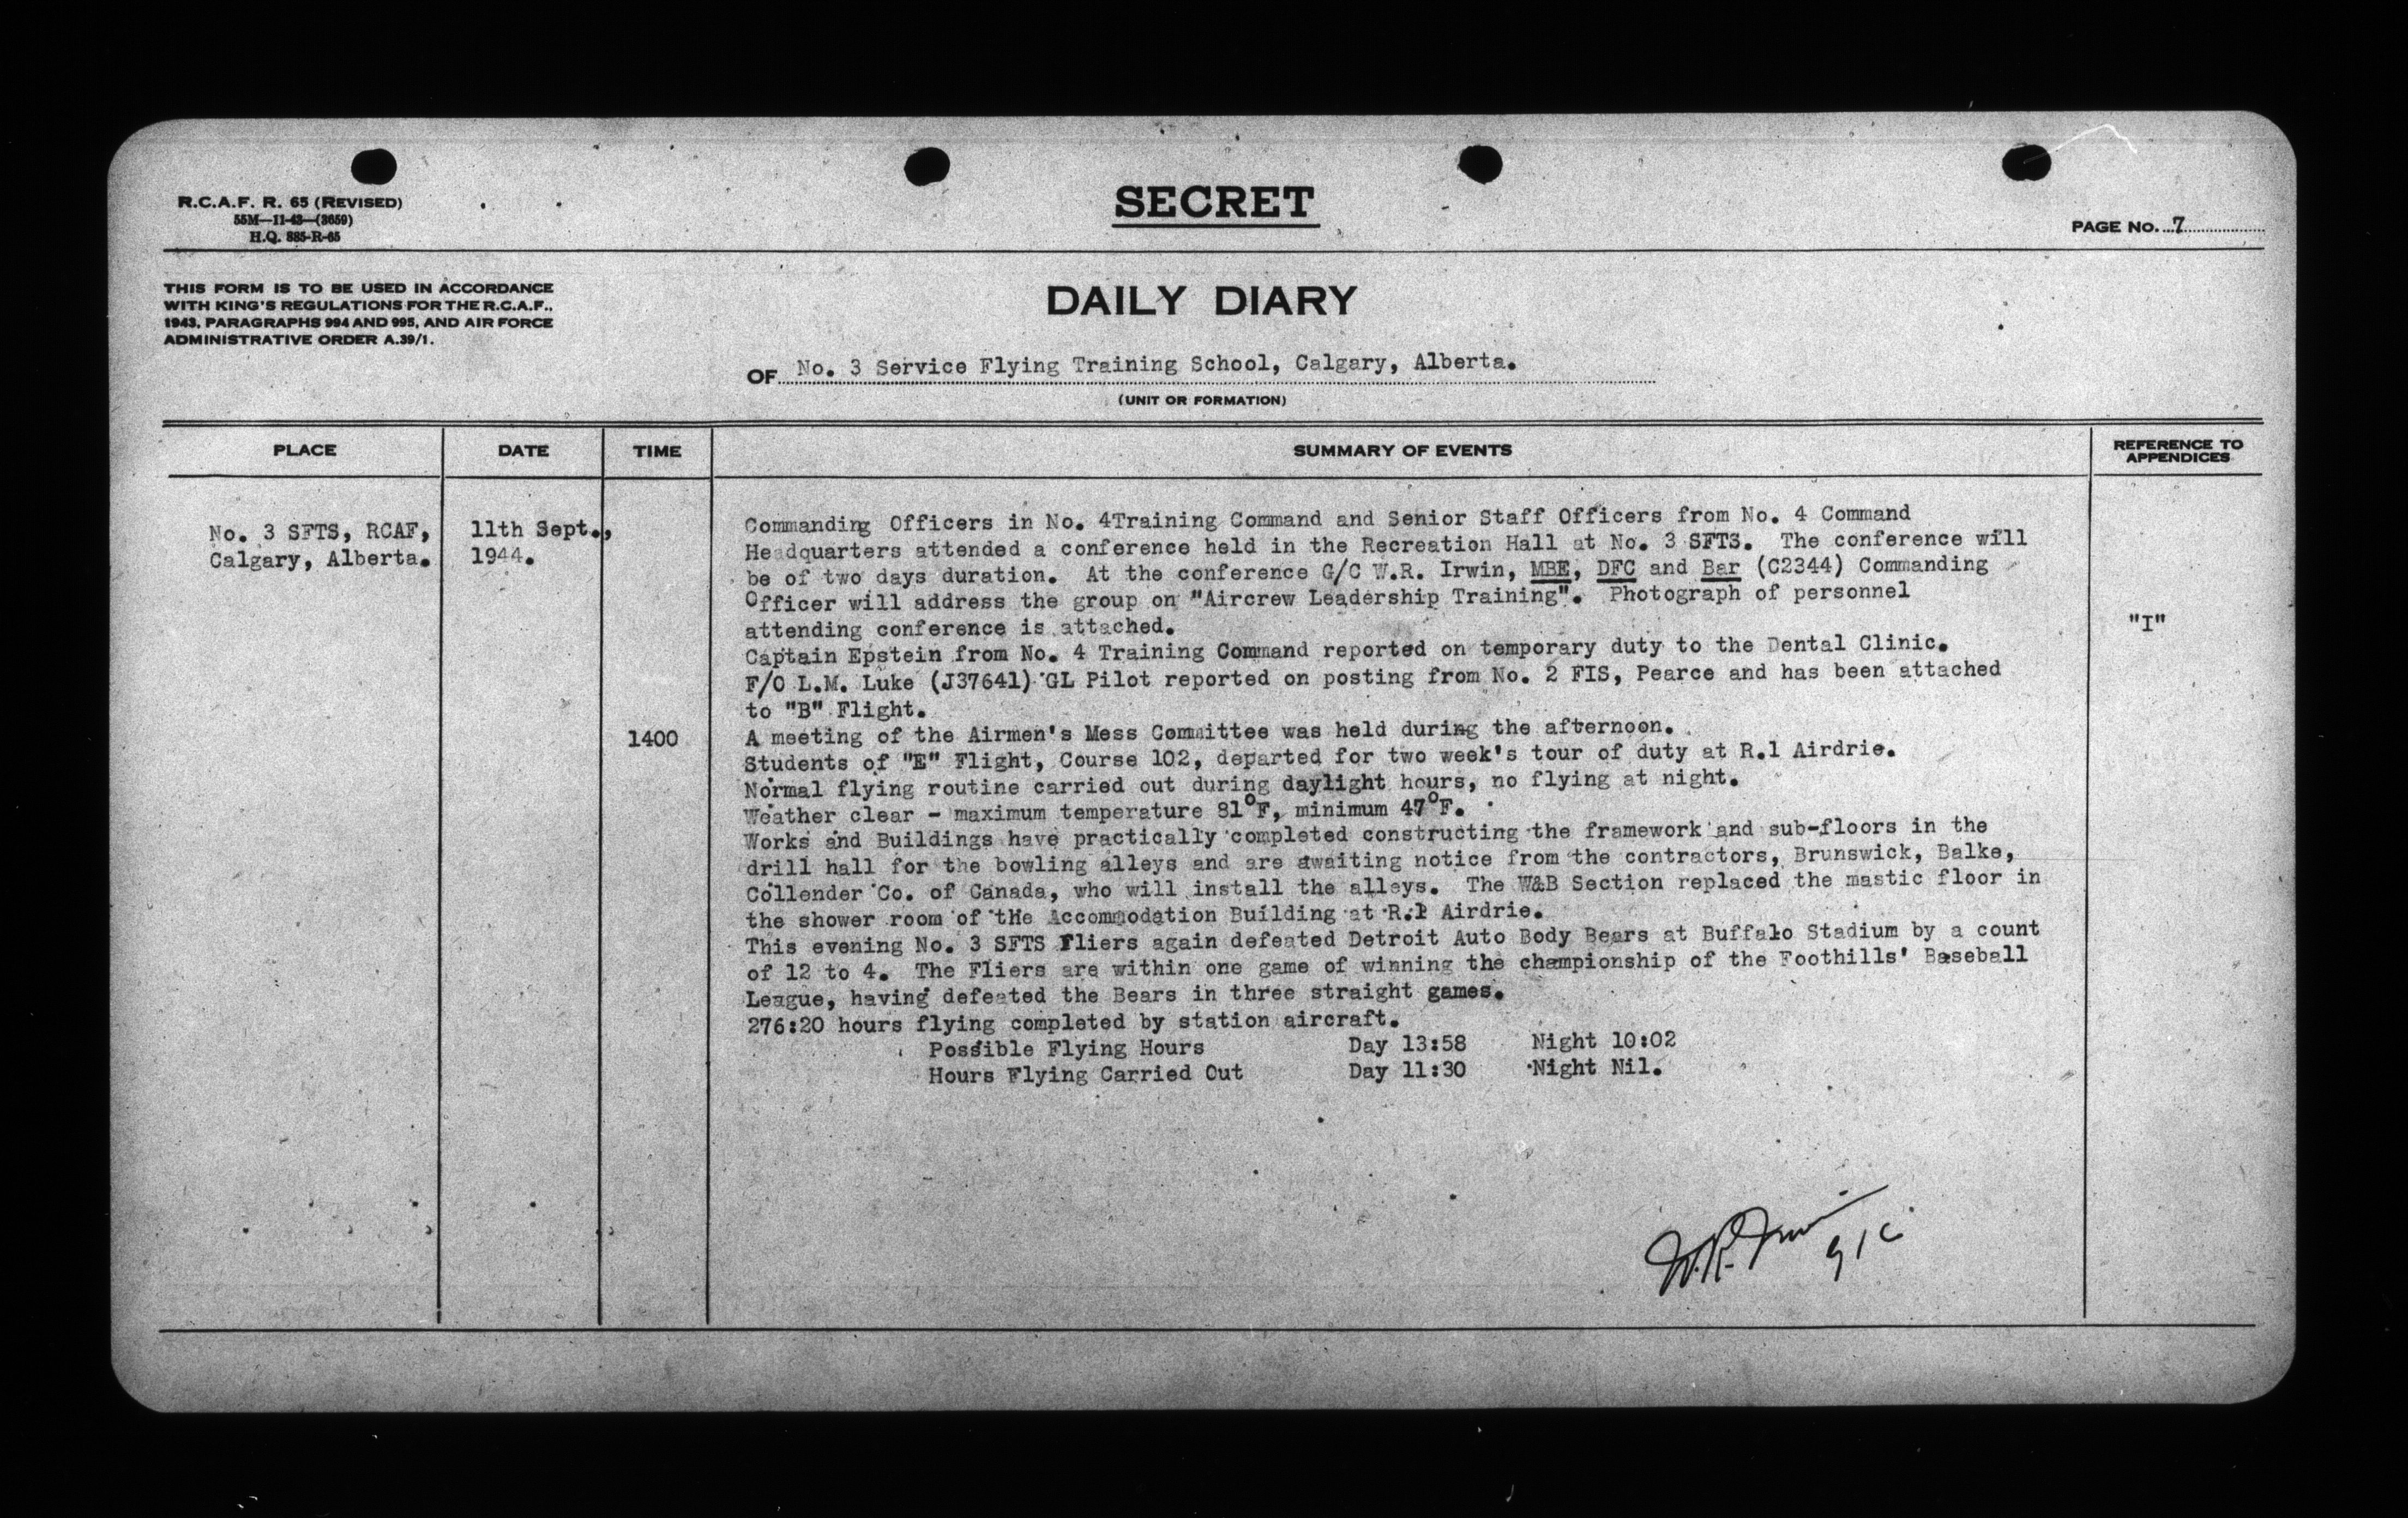 R.C.A.F. R. 65 (REVISED)
55M—11-43—(3659)
H.Q. 885-R-65
SECRET
PAGE NO. 7
THIS FORM IS TO BE USED IN ACCORDANCE
WITH KING'S REGULATIONS FOR THE R.C.A.F.,
1943, PARAGRAPHS 994 AND 995, AND AIR FORCE
ADMINISTRATIVE ORDER A.39/1.
DAILY DIARY
OF No. 3 Service Flying Training School, Calgary, Alberta.
(UNIT OR FORMATION)
PLACE DATE TIME SUMMARY OF EVENTS REFERENCE TO APPENDICES
No. 3 SFTS, RCAF,
Calgary, Alberta.
11th Sept.,
1944.
Commanding Officers in No. 4Training Command and Senior Staff Officers from No. 4 Command
Headquarters attended a conference held in the Recreation Hall at No. 3 SFTS. The conference will
be of two days duration. At the conference G/C W.R. Irwin, MBE, DFC and Bar (C2344) Commanding
Officer will address the group on "Aircrew Leadership Training". Photograph of personnel
attending conference is attached. "I"
Captain Epstein from No. 4 Training Command reported on temporary duty to the Dental Clinic.
F/O L.M. Luke (J37641) GL Pilot reported on posting from No. 2 FIS, Pearce and has been attached
to "B" Flight.
1400 A meeting of the Airmen's Mess Committee was held during the afternoon.
Students of "E" Flight, Course 102, departed for two week's tour of duty at R.1 Airdrie.
Normal flying routine carried out during daylight hours, no flying at night.
Weather clear - maximum temperature 81°F, minimum 47°F.
Works and Buildings have practically completed constructing the framework and sub-floors in the
drill hall for the bowling alleys and are awaiting notice from the contractors, Brunswick, Balke,
Collender Co. of Canada, who will install the alleys. The W&B Section replaced the mastic floor in
the shower room of the Accommodation Building at R.1 Airdrie.
This evening No. 3 SFTS Fliers again defeated Detroit Auto Body Bears at Buffalo Stadium by a count
of 12 to 4. The Fliers are within one game of winning the championship of the Foothills' Baseball
League, having defeated the Bears in three straight games.
276:20 hours flying completed by station aircraft.
Possible Flying Hours Day 13:58 Night 10:02
Hours Flying Carried Out Day 11:30 Night Nil.
W.R. Irwin G/C